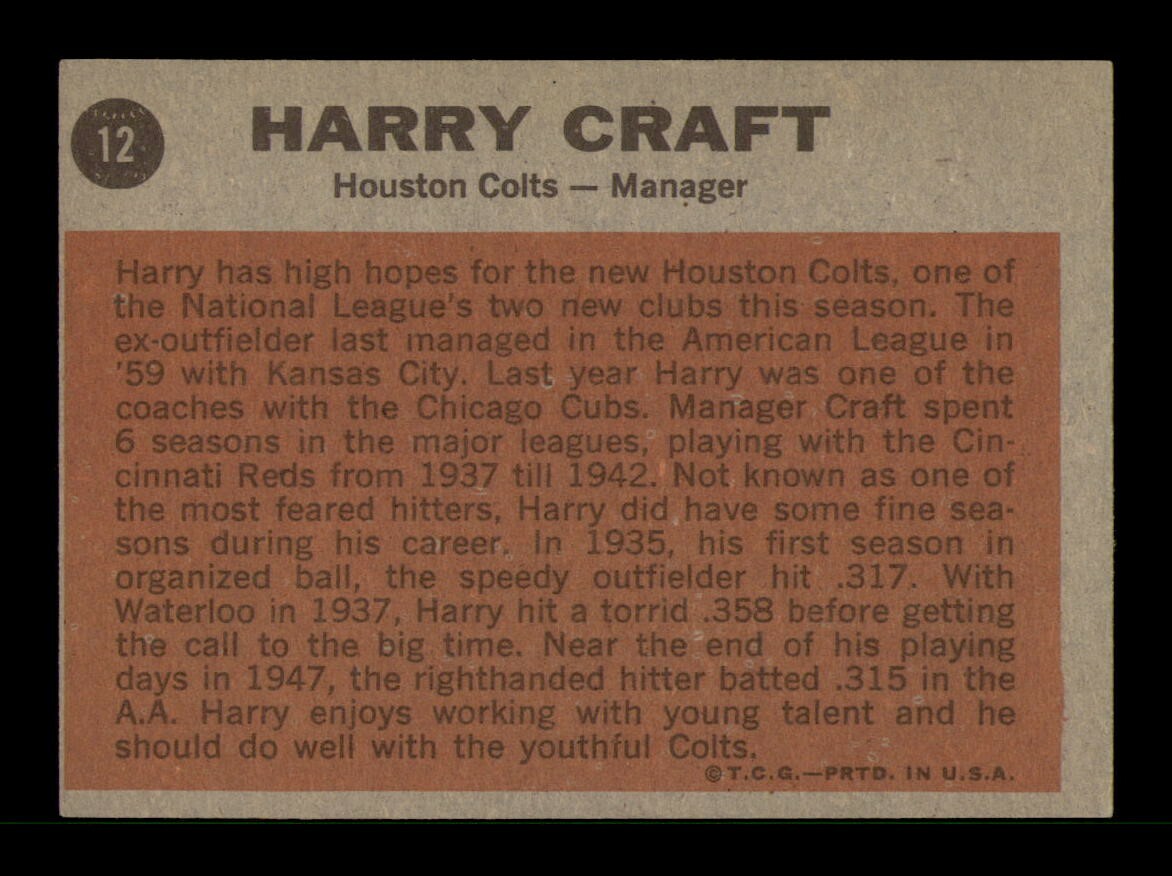 12
HARRY CRAFT
Houston Colts — Manager
Harry has high hopes for the new Houston Colts, one of
the National League's two new clubs this season. The
ex-outfielder last managed in the American League in
'59 with Kansas City. Last year Harry was one of the
coaches with the Chicago Cubs. Manager Craft spent
6 seasons in the major leagues, playing with the Cin-
cinnati Reds from 1937 till 1942. Not known as one of
the most feared hitters, Harry did have some fine sea-
sons during his career. In 1935, his first season in
organized ball, the speedy outfielder hit .317. With
Waterloo in 1937, Harry hit a torrid .358 before getting
the call to the big time. Near the end of his playing
days in 1947, the righthanded hitter batted .315 in the
A.A. Harry enjoys working with young talent and he
should do well with the youthful Colts.
©T.C.G.—PRTD. IN U.S.A.